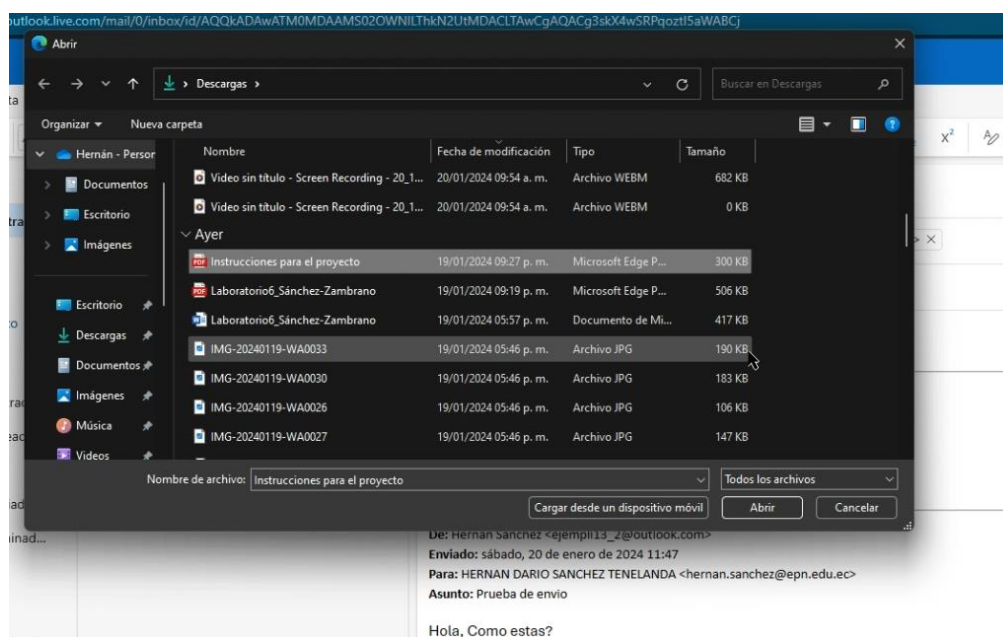 outlook.live.com/mail/0/inbox/id/AQQkADAwATM0MDAAMS02OWNILThkN2UtMDACLTAwCgAQACg3skX4wSRPqoztI5aWABCj
Abrir
Descargas
Buscar en Descargas
Organizar
Nueva carpeta
Hernán - Person
Documentos
Escritorio
Imágenes
Escritorio
Descargas
Documentos
Imágenes
Música
Videos
Nombre Fecha de modificación Tipo Tamaño
Video sin título - Screen Recording - 20_1... 20/01/2024 09:54 a. m. Archivo WEBM 682 KB
Video sin título - Screen Recording - 20_1... 20/01/2024 09:54 a. m. Archivo WEBM 0 KB
Ayer
Instrucciones para el proyecto 19/01/2024 09:27 p. m. Microsoft Edge P... 300 KB
Laboratorio6_Sánchez-Zambrano 19/01/2024 09:19 p. m. Microsoft Edge P... 506 KB
Laboratorio6_Sánchez-Zambrano 19/01/2024 05:57 p. m. Documento de Mi... 417 KB
IMG-20240119-WA0033 19/01/2024 05:46 p. m. Archivo JPG 190 KB
IMG-20240119-WA0030 19/01/2024 05:46 p. m. Archivo JPG 183 KB
IMG-20240119-WA0026 19/01/2024 05:46 p. m. Archivo JPG 106 KB
IMG-20240119-WA0027 19/01/2024 05:46 p. m. Archivo JPG 147 KB
Nombre de archivo: Instrucciones para el proyecto Todos los archivos
Cargar desde un dispositivo móvil Abrir Cancelar
De: Hernan Sanchez <ejempli13_2@outlook.com>
Enviado: sábado, 20 de enero de 2024 11:47
Para: HERNAN DARIO SANCHEZ TENELANDA <hernan.sanchez@epn.edu.ec>
Asunto: Prueba de envio
Hola, Como estas?